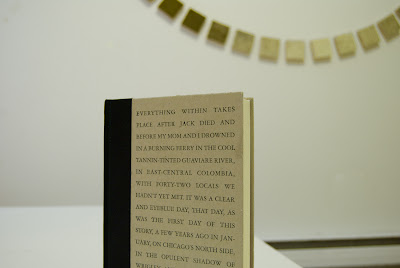 EVERYTHING WITHIN TAKES
PLACE AFTER JACK DIED AND
BEFORE MY MOM AND I DROWNED
IN A BURNING FERRY IN THE COOL
TANNIN-TINTED GUAVIARE RIVER,
IN EAST-CENTRAL COLOMBIA,
WITH FORTY-TWO LOCALS WE
HADN'T YET MET. IT WAS A CLEAR
AND EYEBLUE DAY, THAT DAY, AS
WAS THE FIRST DAY OF THIS
STORY, A FEW YEARS AGO IN JAN-
UARY, ON CHICAGO'S NORTH SIDE,
IN THE OPULENT SHADOW OF